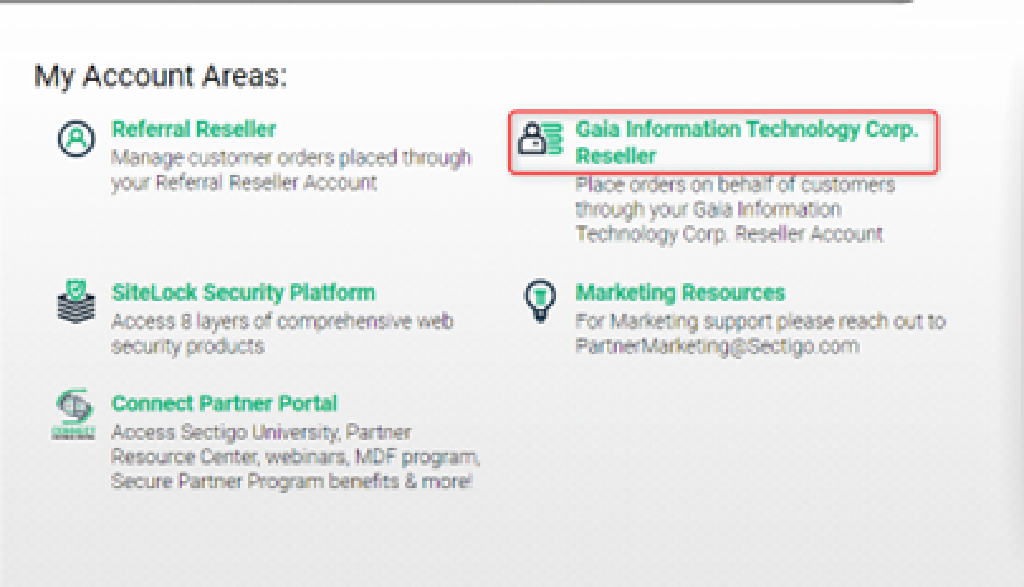 My Account Areas:
Referral Reseller
Manage customer orders placed through
your Referral Reseller Account
Gaia Information Technology Corp.
Reseller
Place orders on behalf of customers
through your Gaia Information
Technology Corp. Reseller Account
SiteLock Security Platform
Access 8 layers of comprehensive web
security products
Marketing Resources
For Marketing support please reach out to
PartnerMarketing@Sectigo.com
CONNECT
Connect Partner Portal
Access Sectigo University, Partner
Resource Center, webinars, MDF program,
Secure Partner Program benefits & more!